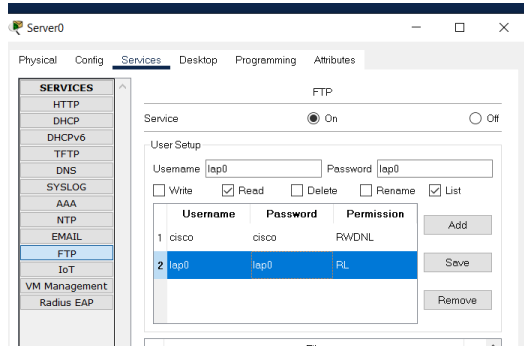 Server0
Physical Config Services Desktop Programming Attributes
SERVICES
HTTP
DHCP
DHCPv6
TFTP
DNS
SYSLOG
AAA
NTP
EMAIL
FTP
IoT
VM Management
Radius EAP
FTP
Service On Off
User Setup
Username lap0 Password lap0
Write Read Delete Rename List
Username Password Permission
1 cisco cisco RWDNL
2 lap0 lap0 RL
Add
Save
Remove